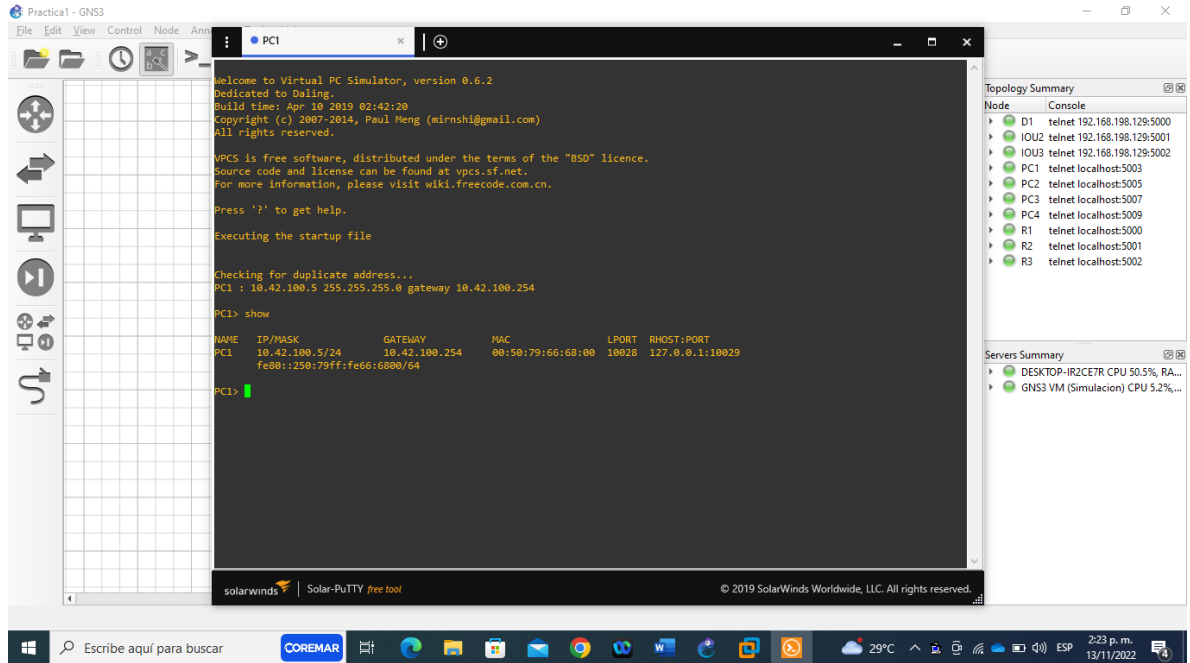 Practica1 - GNS3
File Edit View Control Node Ann
PC1
Welcome to Virtual PC Simulator, version 0.6.2
Dedicated to Daling.
Build time: Apr 10 2019 02:42:20
Copyright (c) 2007-2014, Paul Meng (mirnshi@gmail.com)
All rights reserved.
VPCS is free software, distributed under the terms of the "BSD" licence.
Source code and license can be found at vpcs.sf.net.
For more information, please visit wiki.freecode.com.cn.
Press '?' to get help.
Executing the startup file
Checking for duplicate address...
PC1 : 10.42.100.5 255.255.255.0 gateway 10.42.100.254
PC1> show
NAME IP/MASK GATEWAY MAC LPORT RHOST:PORT
PC1 10.42.100.5/24 10.42.100.254 00:50:79:66:68:00 10028 127.0.0.1:10029
fe80::250:79ff:fe66:6800/64
PC1>
solarwinds Solar-PuTTY free tool © 2019 SolarWinds Worldwide, LLC. All rights reserved.
Topology Summary
Node Console
D1 telnet 192.168.198.129:5000
IOU2 telnet 192.168.198.129:5001
IOU3 telnet 192.168.198.129:5002
PC1 telnet localhost:5003
PC2 telnet localhost:5005
PC3 telnet localhost:5007
PC4 telnet localhost:5009
R1 telnet localhost:5000
R2 telnet localhost:5001
R3 telnet localhost:5002
Servers Summary
DESKTOP-IR2CE7R CPU 50.5%, RA...
GNS3 VM (Simulacion) CPU 5.2%,...
Escribe aquí para buscar
COREMAR
29°C
ESP
2:23 p. m.
13/11/2022